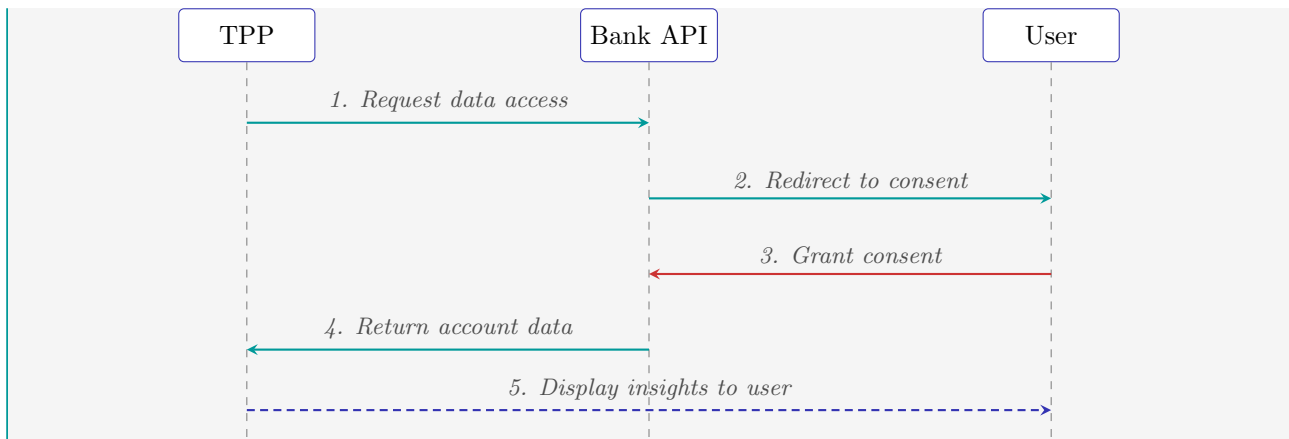 TPP
Bank API
User
1. Request data access
2. Redirect to consent
3. Grant consent
4. Return account data
5. Display insights to user